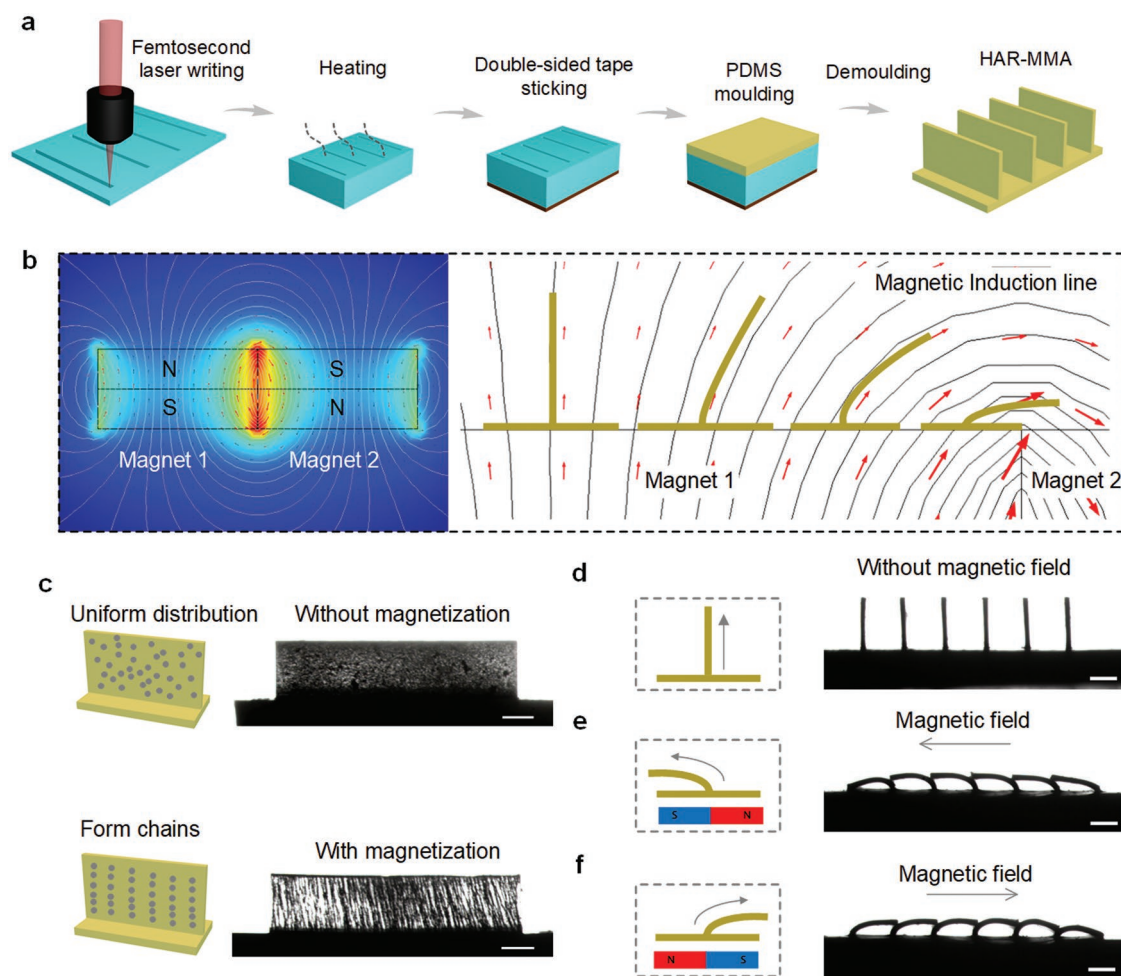 a
Femtosecond
laser writing
Heating
Double-sided tape
sticking
PDMS
moulding
Demoulding
HAR-MMA
b
N
S
S
N
Magnet 1
Magnet 2
Magnetic Induction line
Magnet 1
Magnet 2
c
Uniform distribution
Without magnetization
Form chains
With magnetization
d
Without magnetic field
e
Magnetic field
S
N
f
Magnetic field
N
S